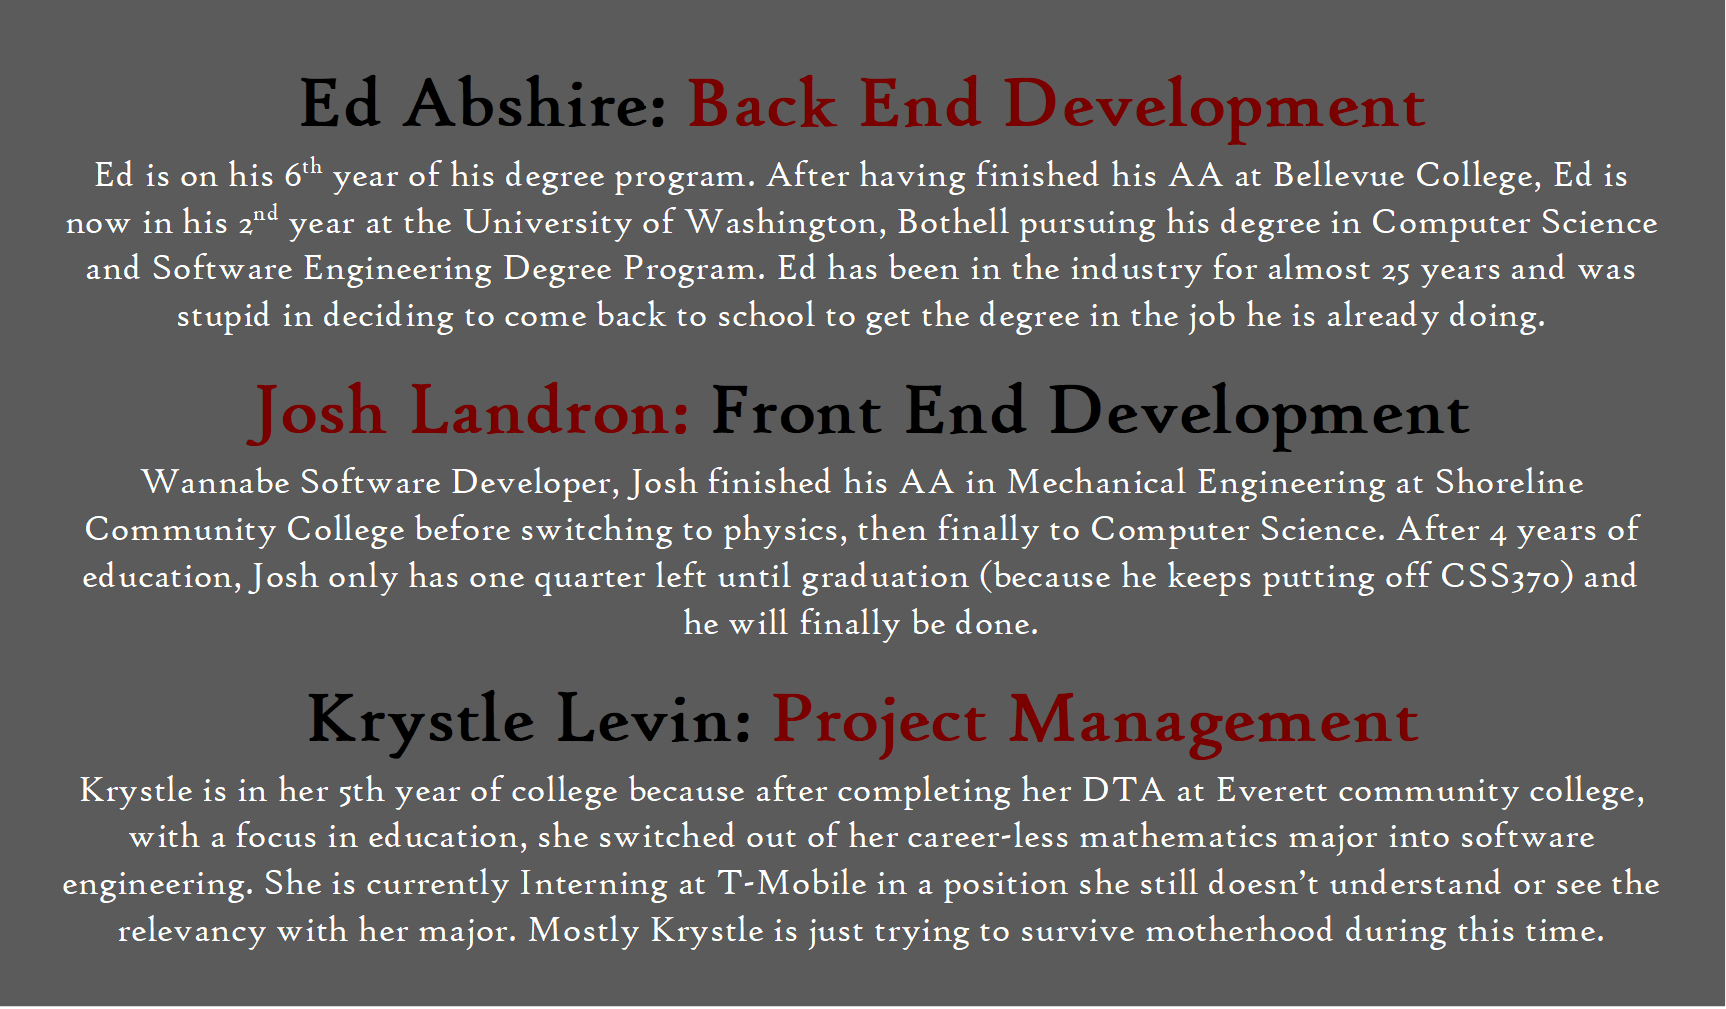 Ed Abshire: Back End Development
Ed is on his 6th year of his degree program. After having finished his AA at Bellevue College, Ed is
now in his 2nd year at the University of Washington, Bothell pursuing his degree in Computer Science
and Software Engineering Degree Program. Ed has been in the industry for almost 25 years and was
stupid in deciding to come back to school to get the degree in the job he is already doing.
Josh Landron: Front End Development
Wannabe Software Developer, Josh finished his AA in Mechanical Engineering at Shoreline
Community College before switching to physics, then finally to Computer Science. After 4 years of
education, Josh only has one quarter left until graduation (because he keeps putting off CSS370) and
he will finally be done.
Krystle Levin: Project Management
Krystle is in her 5th year of college because after completing her DTA at Everett community college,
with a focus in education, she switched out of her career-less mathematics major into software
engineering. She is currently Interning at T-Mobile in a position she still doesn’t understand or see the
relevancy with her major. Mostly Krystle is just trying to survive motherhood during this time.